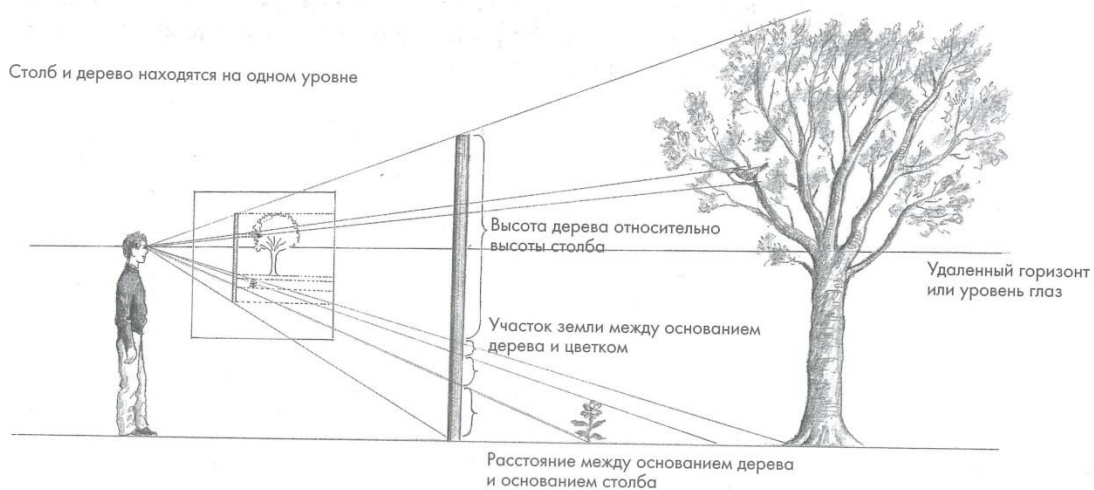 Столб и дерево находятся на одном уровне
Высота дерева относительно
высоты столба
Удаленный горизонт
или уровень глаз
Участок земли между основанием
дерева и цветком
Расстояние между основанием дерева
и основанием столба